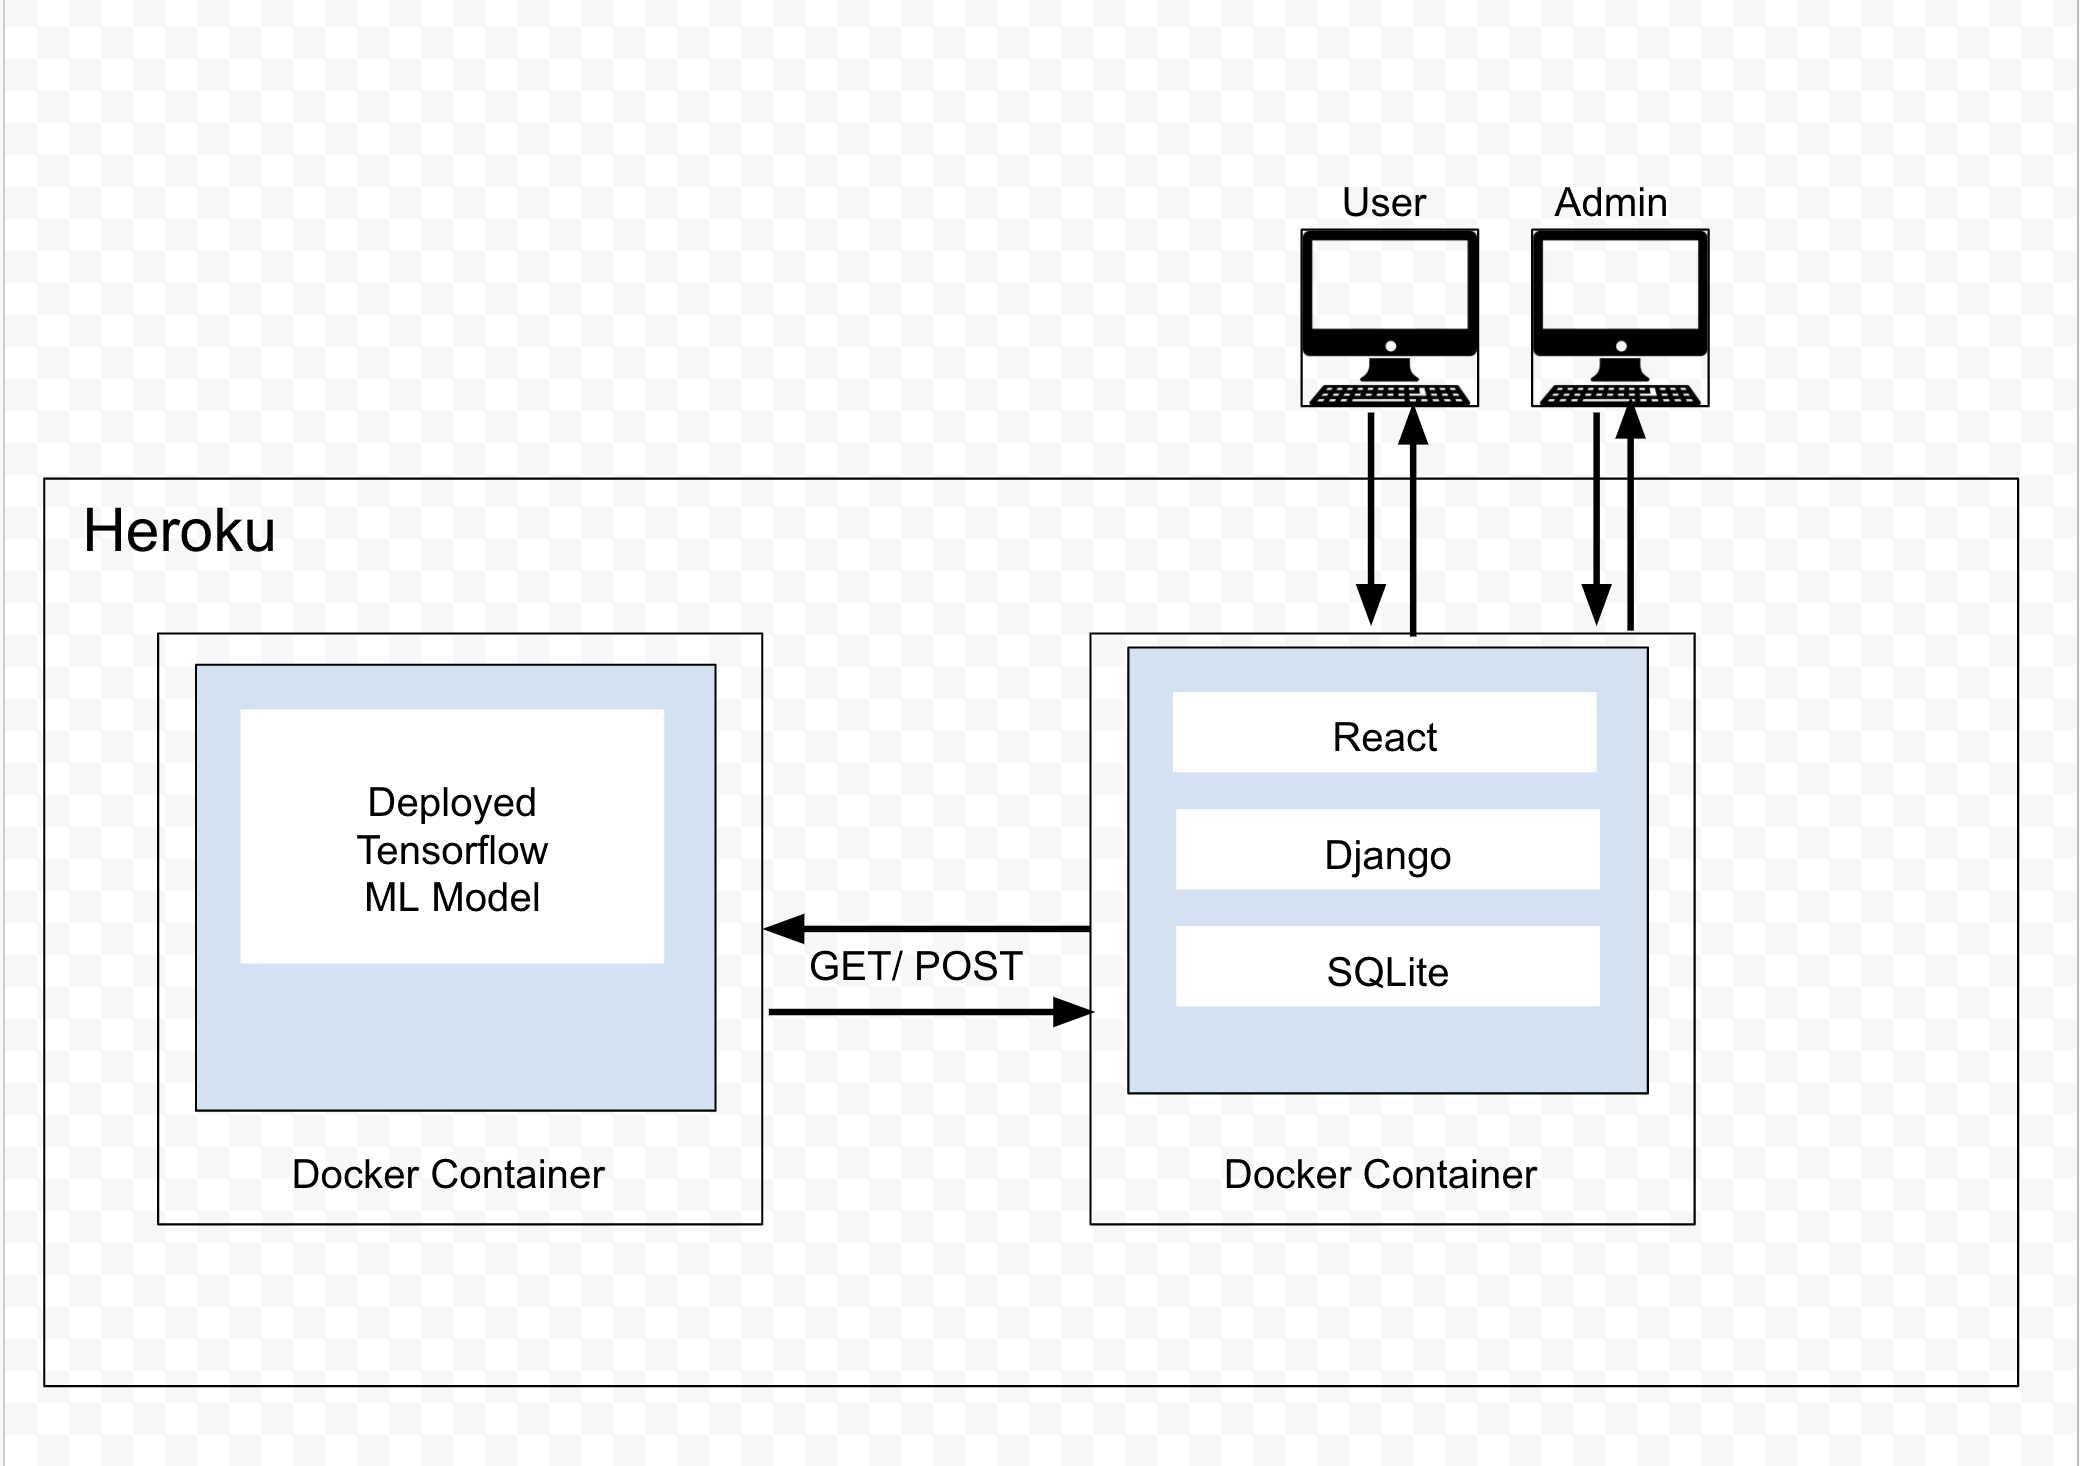 User
Admin
Heroku
Deployed
Tensorflow
ML Model
Docker Container
GET/ POST
React
Django
SQLite
Docker Container